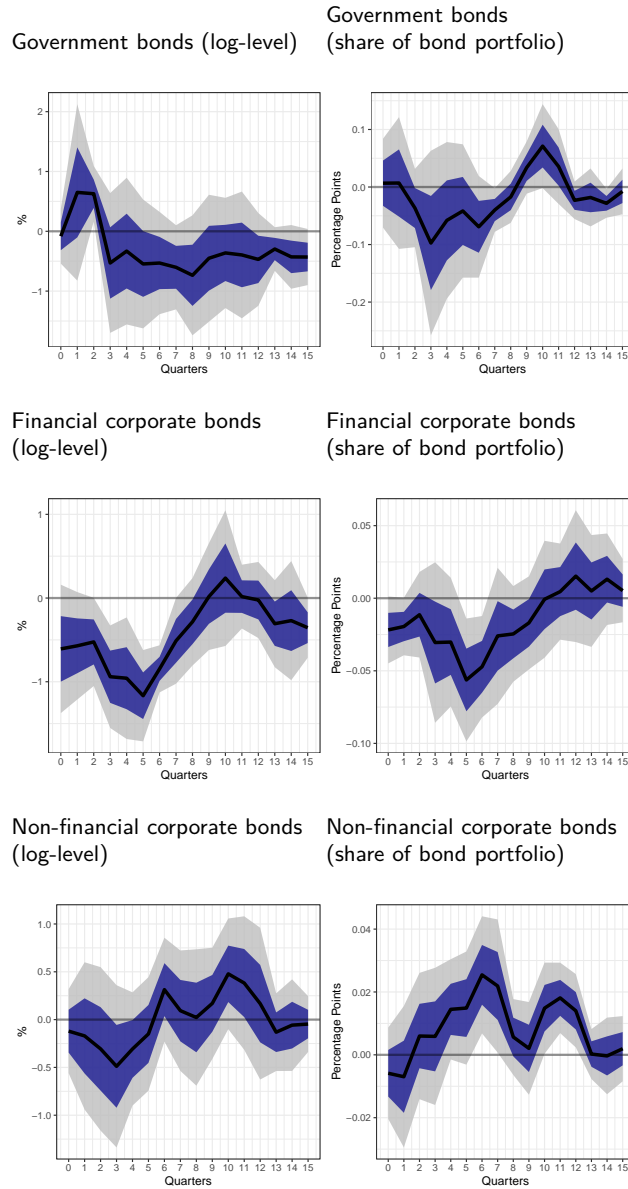 Government bonds (log-level)
Government bonds
(share of bond portfolio)
2
1
0
−1
%
0 1 2 3 4 5 6 7 8 9 10 11 12 13 14 15
Quarters
0.1
0.0
−0.1
−0.2
Percentage Points
0 1 2 3 4 5 6 7 8 9 10 11 12 13 14 15
Quarters
Financial corporate bonds
(log-level)
Financial corporate bonds
(share of bond portfolio)
1
0
−1
%
0 1 2 3 4 5 6 7 8 9 10 11 12 13 14 15
Quarters
0.05
0.00
−0.05
−0.10
Percentage Points
0 1 2 3 4 5 6 7 8 9 10 11 12 13 14 15
Quarters
Non-financial corporate bonds
(log-level)
Non-financial corporate bonds
(share of bond portfolio)
1.0
0.5
0.0
−0.5
−1.0
%
0 1 2 3 4 5 6 7 8 9 10 11 12 13 14 15
Quarters
0.04
0.02
0.00
−0.02
Percentage Points
0 1 2 3 4 5 6 7 8 9 10 11 12 13 14 15
Quarters